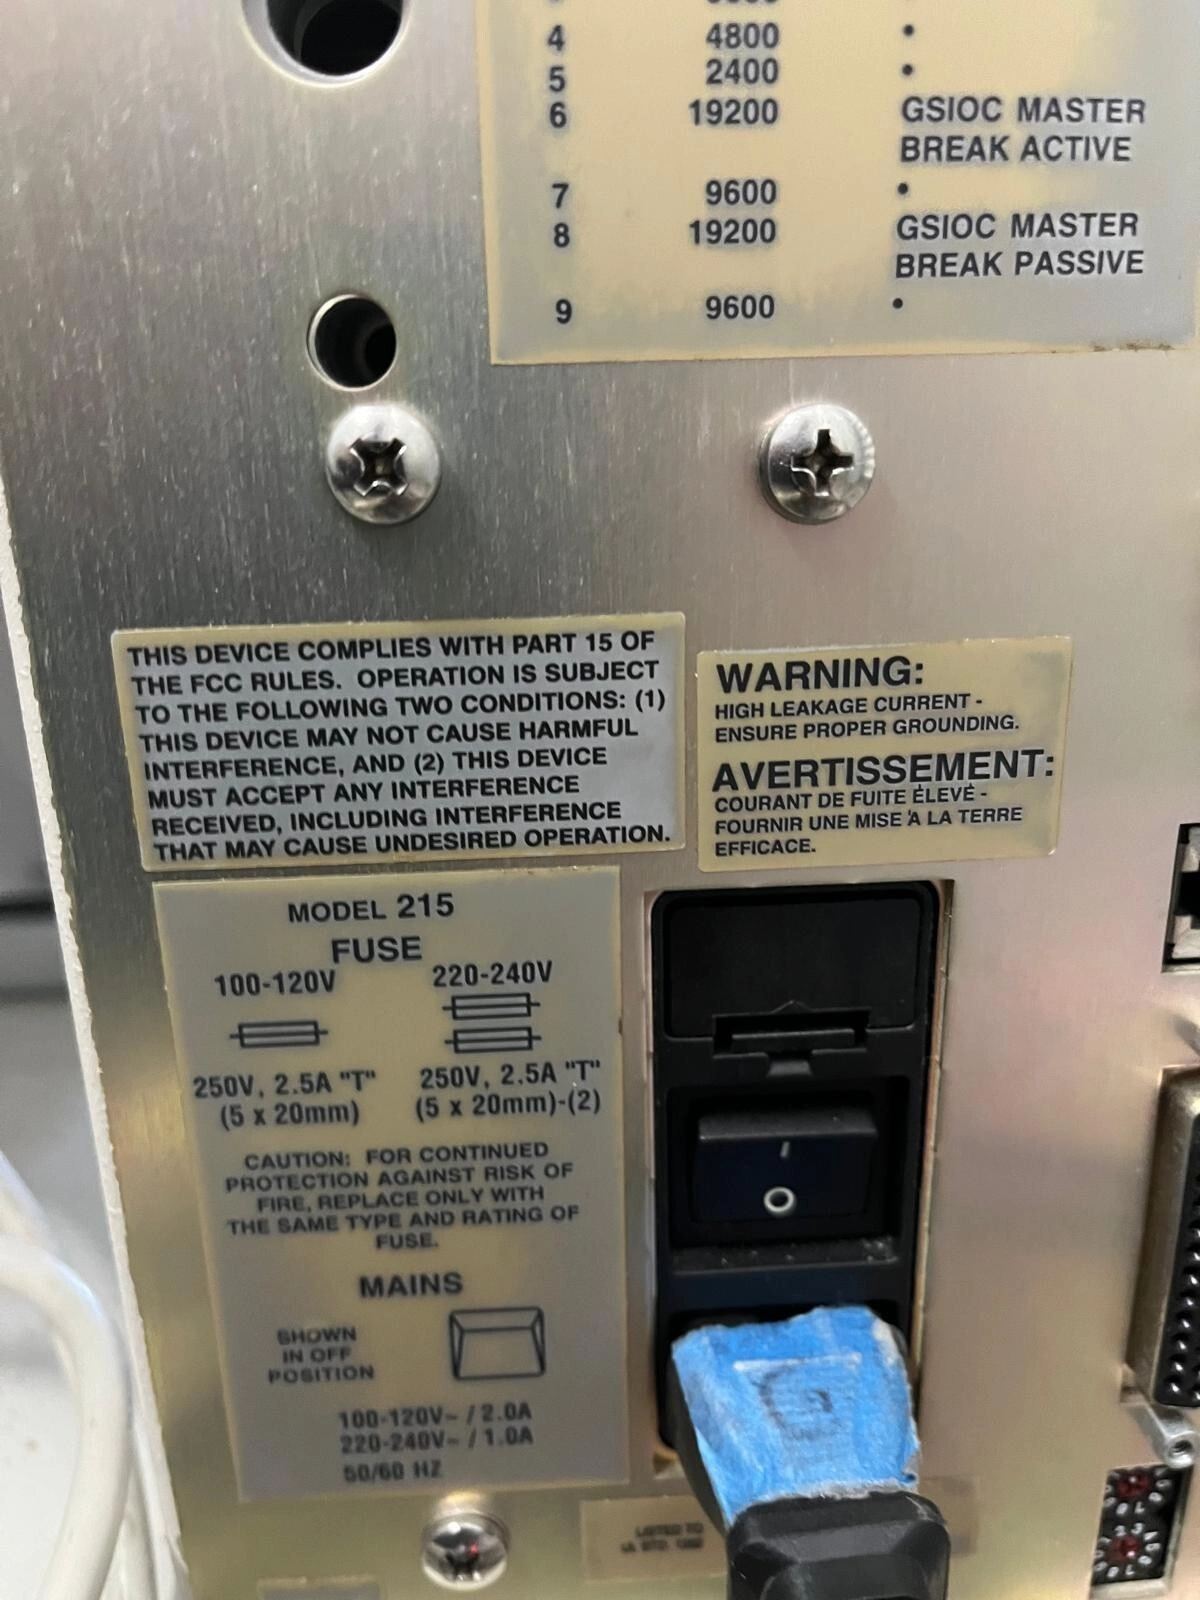 4 4800 •
5 2400 •
6 19200 GSIOC MASTER
BREAK ACTIVE
7 9600 •
8 19200 GSIOC MASTER
BREAK PASSIVE
9 9600 •
THIS DEVICE COMPLIES WITH PART 15 OF
THE FCC RULES. OPERATION IS SUBJECT
TO THE FOLLOWING TWO CONDITIONS: (1)
THIS DEVICE MAY NOT CAUSE HARMFUL
INTERFERENCE, AND (2) THIS DEVICE
MUST ACCEPT ANY INTERFERENCE
RECEIVED, INCLUDING INTERFERENCE
THAT MAY CAUSE UNDESIRED OPERATION.
WARNING:
HIGH LEAKAGE CURRENT -
ENSURE PROPER GROUNDING.
AVERTISSEMENT:
COURANT DE FUITE ÉLEVÉ -
FOURNIR UNE MISE À LA TERRE
EFFICACE.
MODEL 215
FUSE
100-120V 220-240V
250V, 2.5A "T" 250V, 2.5A "T"
(5 x 20mm) (5 x 20mm)-(2)
CAUTION: FOR CONTINUED
PROTECTION AGAINST RISK OF
FIRE, REPLACE ONLY WITH
THE SAME TYPE AND RATING OF
FUSE.
MAINS
SHOWN
IN OFF
POSITION
100-120V~ / 2.0A
220-240V~ / 1.0A
50/60 HZ
I
O
LISTED TO